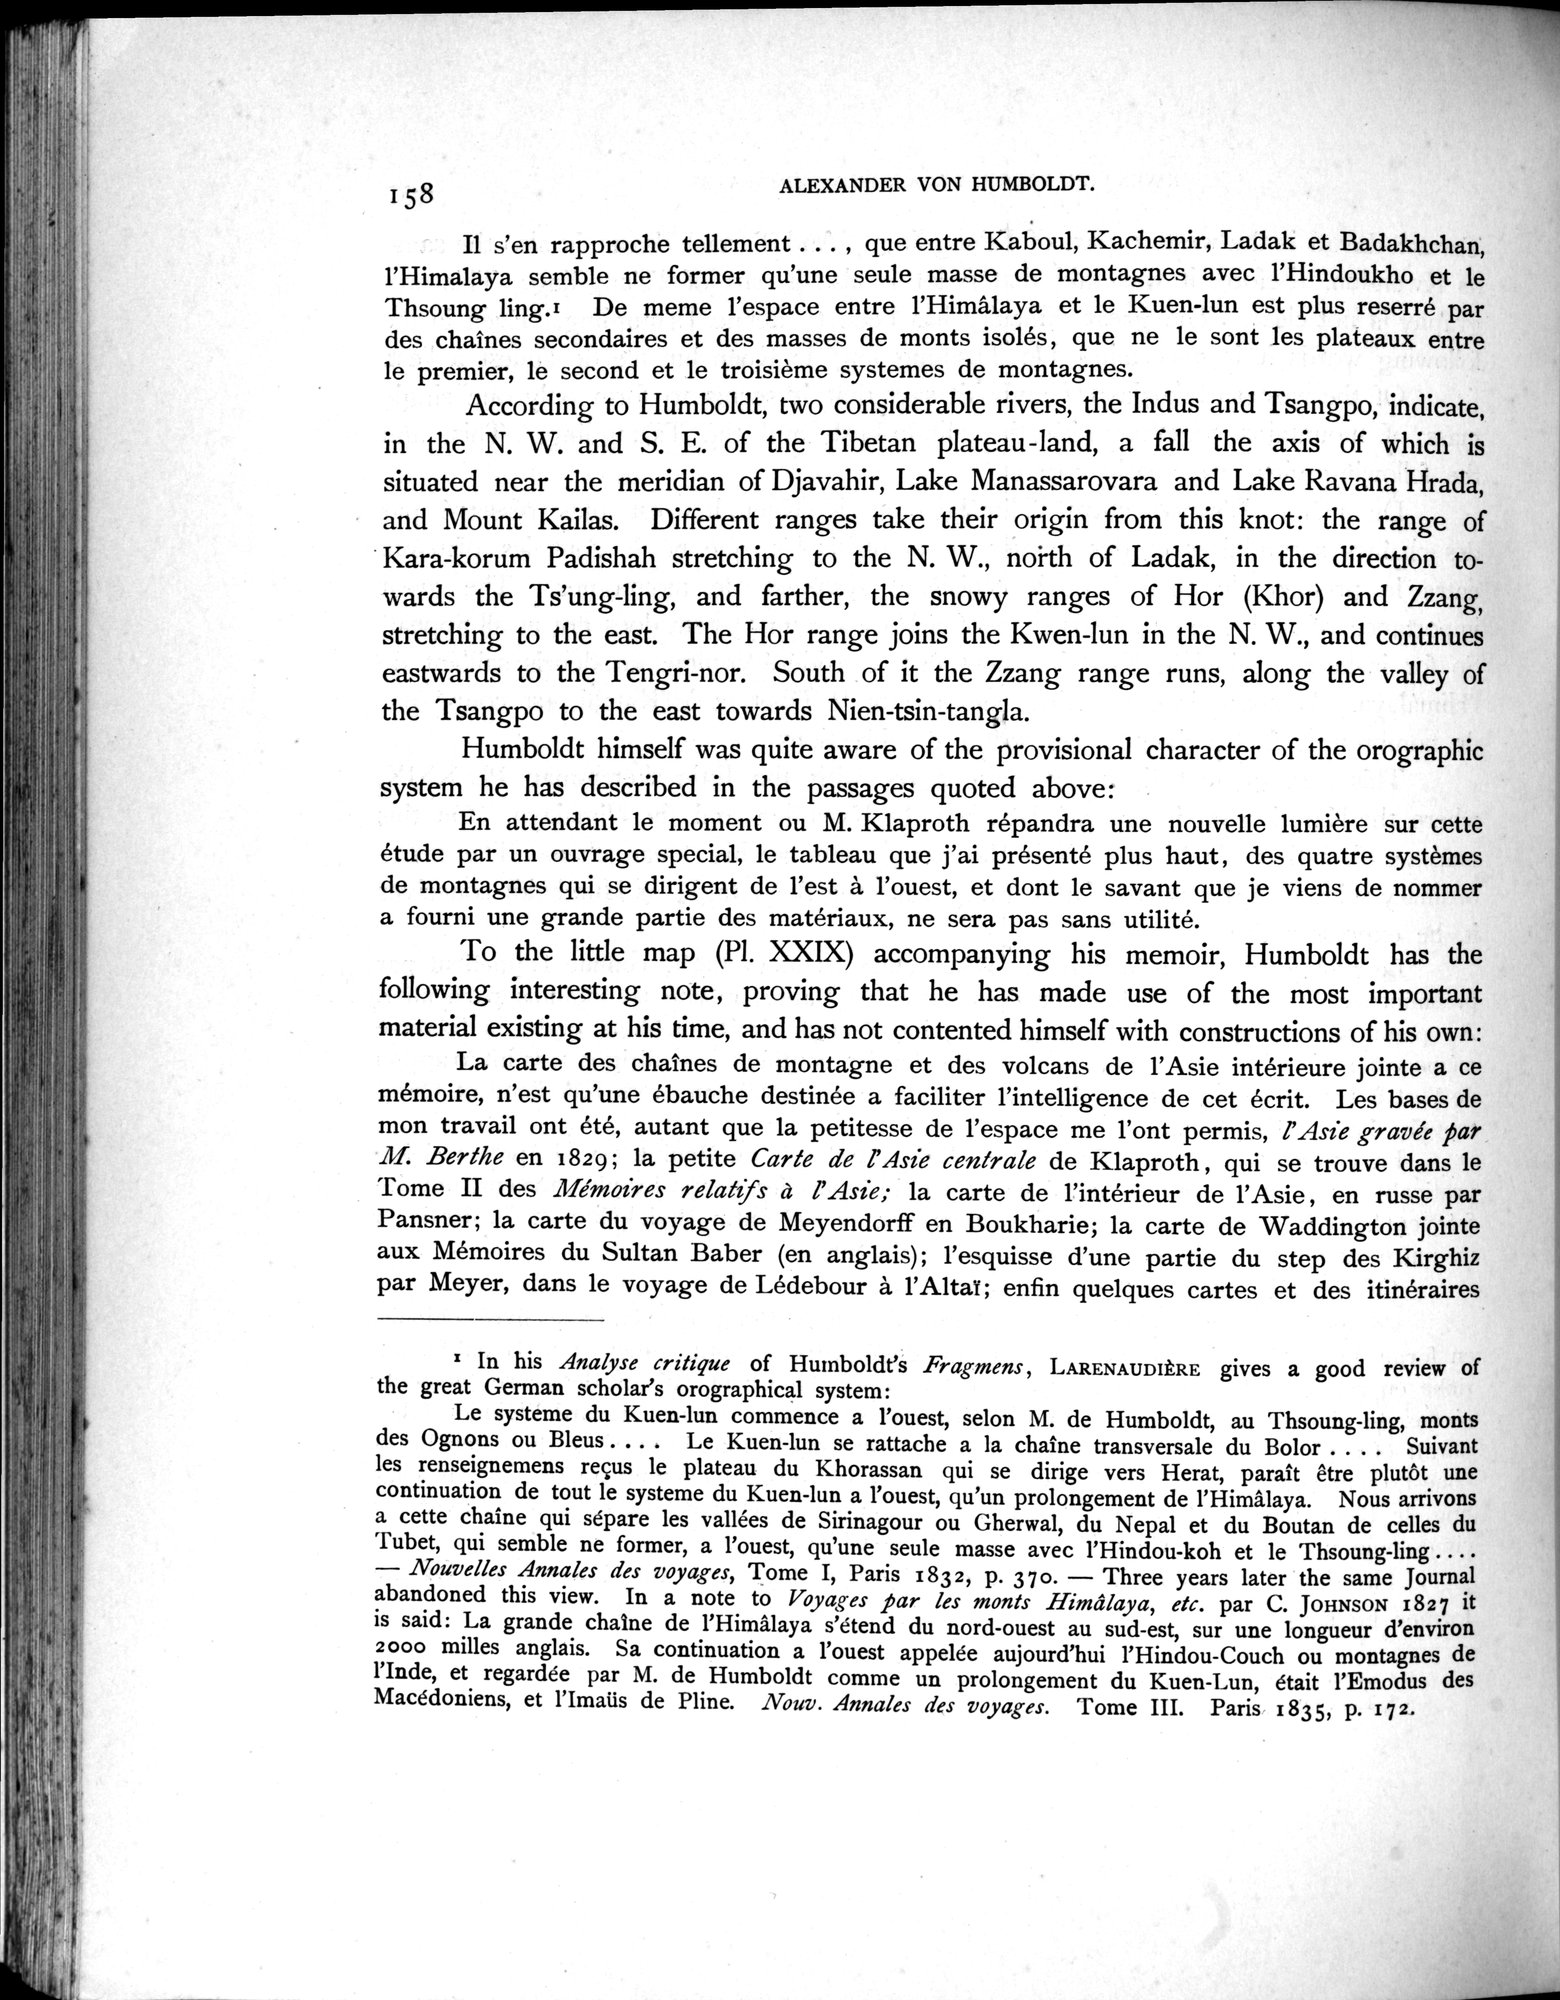 158
ALEXANDER VON HUMBOLDT.
Il s'en rapproche tellement . . . , que entre Kaboul, Kachemir, Ladak et Badakhchan,
l'Himalaya semble ne former qu'une seule masse de montagnes avec l'Hindoukho et le
Thsoung ling.¹ De meme l'espace entre l'Himâlaya et le Kuen-lun est plus reserré par
des chaînes secondaires et des masses de monts isolés, que ne le sont les plateaux entre
le premier, le second et le troisième systemes de montagnes.
According to Humboldt, two considerable rivers, the Indus and Tsangpo, indicate,
in the N. W. and S. E. of the Tibetan plateau-land, a fall the axis of which is
situated near the meridian of Djavahir, Lake Manassarovara and Lake Ravana Hrada,
and Mount Kailas. Different ranges take their origin from this knot: the range of
Kara-korum Padishah stretching to the N. W., north of Ladak, in the direction to-
wards the Ts'ung-ling, and farther, the snowy ranges of Hor (Khor) and Zzang,
stretching to the east. The Hor range joins the Kwen-lun in the N. W., and continues
eastwards to the Tengri-nor. South of it the Zzang range runs, along the valley of
the Tsangpo to the east towards Nien-tsin-tangla.
Humboldt himself was quite aware of the provisional character of the orographic
system he has described in the passages quoted above:
En attendant le moment ou M. Klaproth répandra une nouvelle lumière sur cette
étude par un ouvrage special, le tableau que j'ai présenté plus haut, des quatre systèmes
de montagnes qui se dirigent de l'est à l'ouest, et dont le savant que je viens de nommer
a fourni une grande partie des matériaux, ne sera pas sans utilité.
To the little map (Pl. XXIX) accompanying his memoir, Humboldt has the
following interesting note, proving that he has made use of the most important
material existing at his time, and has not contented himself with constructions of his own:
La carte des chaînes de montagne et des volcans de l'Asie intérieure jointe a ce
mémoire, n'est qu'une ébauche destinée a faciliter l'intelligence de cet écrit. Les bases de
mon travail ont été, autant que la petitesse de l'espace me l'ont permis, l'Asie gravée par
M. Berthe en 1829; la petite Carte de l'Asie centrale de Klaproth, qui se trouve dans le
Tome II des Mémoires relatifs à l'Asie; la carte de l'intérieur de l'Asie, en russe par
Pansner; la carte du voyage de Meyendorff en Boukharie; la carte de Waddington jointe
aux Mémoires du Sultan Baber (en anglais); l'esquisse d'une partie du step des Kirghiz
par Meyer, dans le voyage de Lédebour à l'Altaï; enfin quelques cartes et des itinéraires
¹ In his Analyse critique of Humboldt's Fragmens, LARENAUDIÈRE gives a good review of
the great German scholar's orographical system:
Le systeme du Kuen-lun commence a l'ouest, selon M. de Humboldt, au Thsoung-ling, monts
des Ognons ou Bleus . . . . Le Kuen-lun se rattache a la chaîne transversale du Bolor . . . . Suivant
les renseignemens reçus le plateau du Khorassan qui se dirige vers Herat, paraît être plutôt une
continuation de tout le systeme du Kuen-lun a l'ouest, qu'un prolongement de l'Himâlaya. Nous arrivons
a cette chaîne qui sépare les vallées de Sirinagour ou Gherwal, du Nepal et du Boutan de celles du
Tubet, qui semble ne former, a l'ouest, qu'une seule masse avec l'Hindou-koh et le Thsoung-ling . . . .
— Nouvelles Annales des voyages, Tome I, Paris 1832, p. 370. — Three years later the same Journal
abandoned this view. In a note to Voyages par les monts Himâlaya, etc. par C. JOHNSON 1827 it
is said: La grande chaîne de l'Himâlaya s'étend du nord-ouest au sud-est, sur une longueur d'environ
2000 milles anglais. Sa continuation a l'ouest appelée aujourd'hui l'Hindou-Couch ou montagnes de
l'Inde, et regardée par M. de Humboldt comme un prolongement du Kuen-Lun, était l'Emodus des
Macédoniens, et l'Imaüs de Pline. Nouv. Annales des voyages. Tome III. Paris 1835, p. 172.